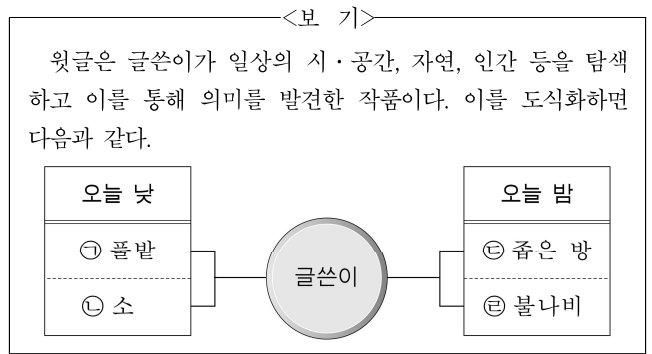 <보 기>
윗글은 글쓴이가 일상의 시・공간, 자연, 인간 등을 탐색
하고 이를 통해 의미를 발견한 작품이다. 이를 도식화하면
다음과 같다.
오늘 낮
㉠ 풀밭
㉡ 소
글쓴이
오늘 밤
㉢ 좁은 방
㉣ 불나비